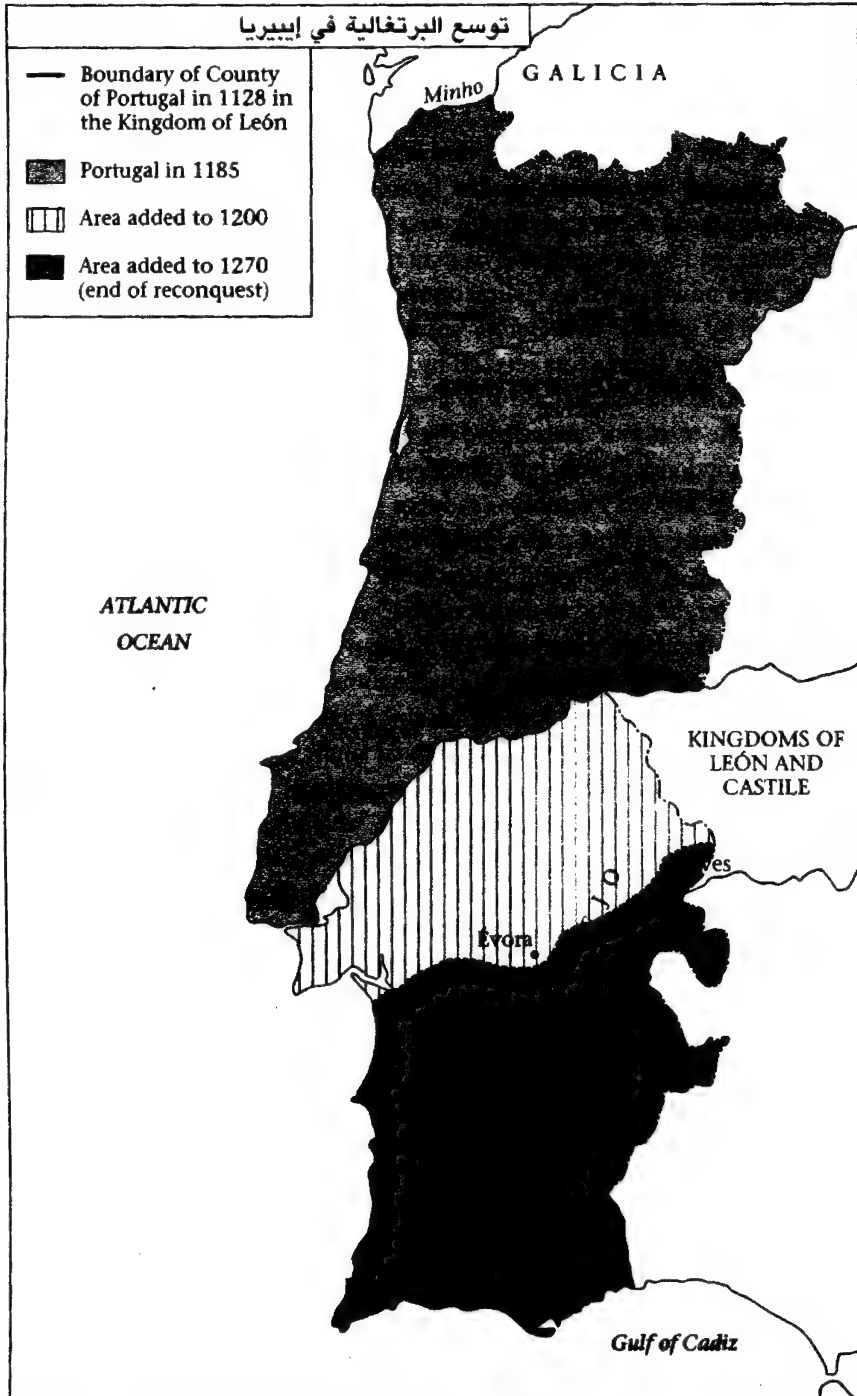 توسع البرتغالية في إيبيريا
Boundary of County
of Portugal in 1128 in
the Kingdom of León
Portugal in 1185
Area added to 1200
Area added to 1270
(end of reconquest)
GALICIA
Minho
ATLANTIC
OCEAN
KINGDOMS OF
LEÓN AND
CASTILE
Évora
Gulf of Cadiz